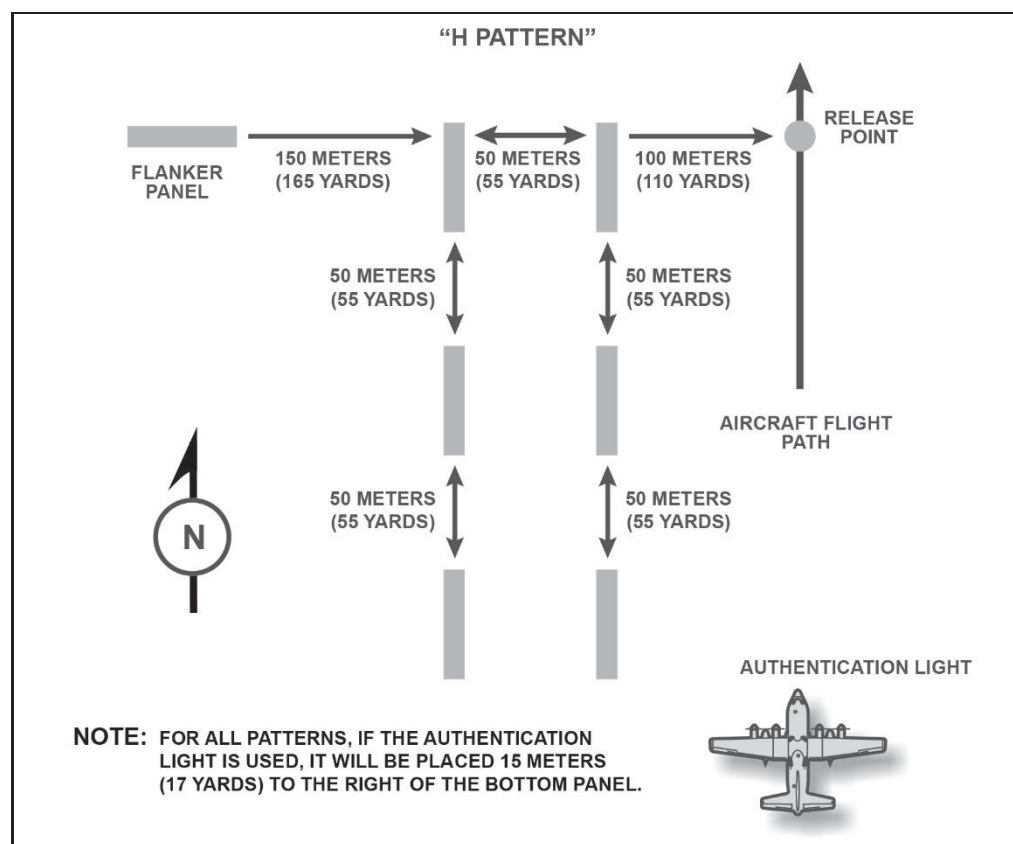 “H PATTERN”
FLANKER
PANEL
150 METERS
(165 YARDS)
50 METERS
(55 YARDS)
100 METERS
(110 YARDS)
RELEASE
POINT
50 METERS
(55 YARDS)
50 METERS
(55 YARDS)
AIRCRAFT FLIGHT
PATH
50 METERS
(55 YARDS)
50 METERS
(55 YARDS)
N
AUTHENTICATION LIGHT
NOTE: FOR ALL PATTERNS, IF THE AUTHENTICATION
LIGHT IS USED, IT WILL BE PLACED 15 METERS
(17 YARDS) TO THE RIGHT OF THE BOTTOM PANEL.